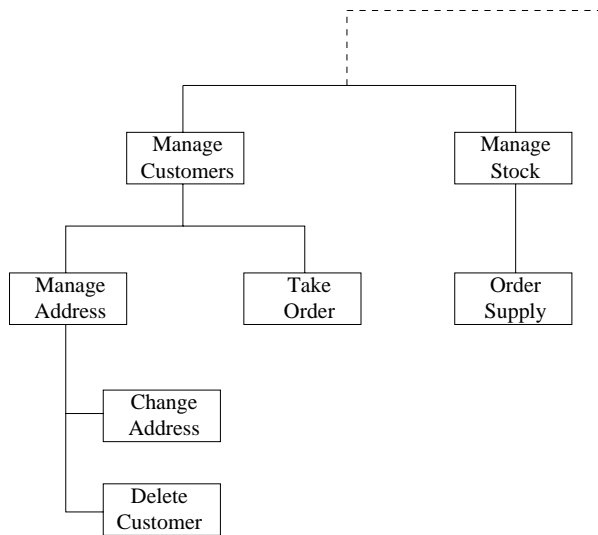 Manage
Customers
Manage
Stock
Manage
Address
Take
Order
Order
Supply
Change
Address
Delete
Customer